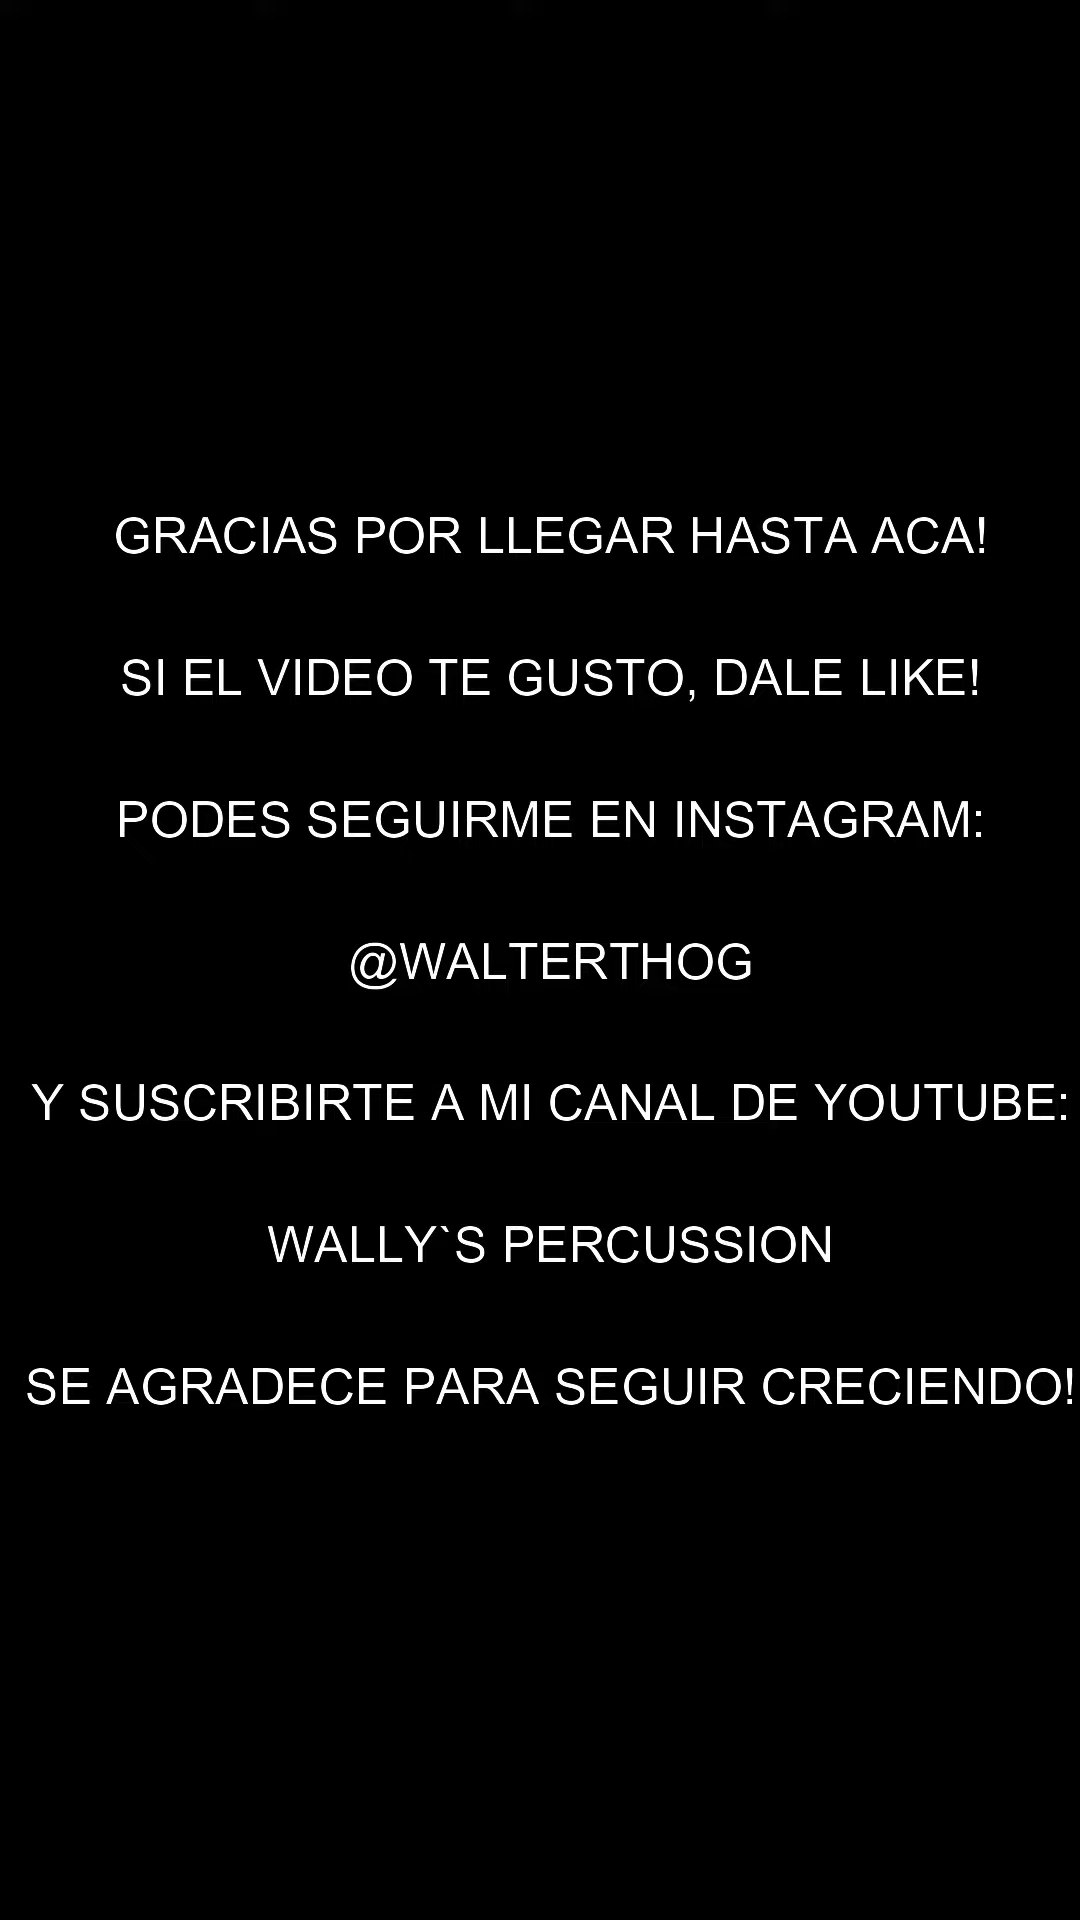 GRACIAS POR LLEGAR HASTA ACA!
SI EL VIDEO TE GUSTO, DALE LIKE!
PODES SEGUIRME EN INSTAGRAM:
@WALTERTHOG
Y SUSCRIBIRTE A MI CANAL DE YOUTUBE:
WALLY`S PERCUSSION
SE AGRADECE PARA SEGUIR CRECIENDO!